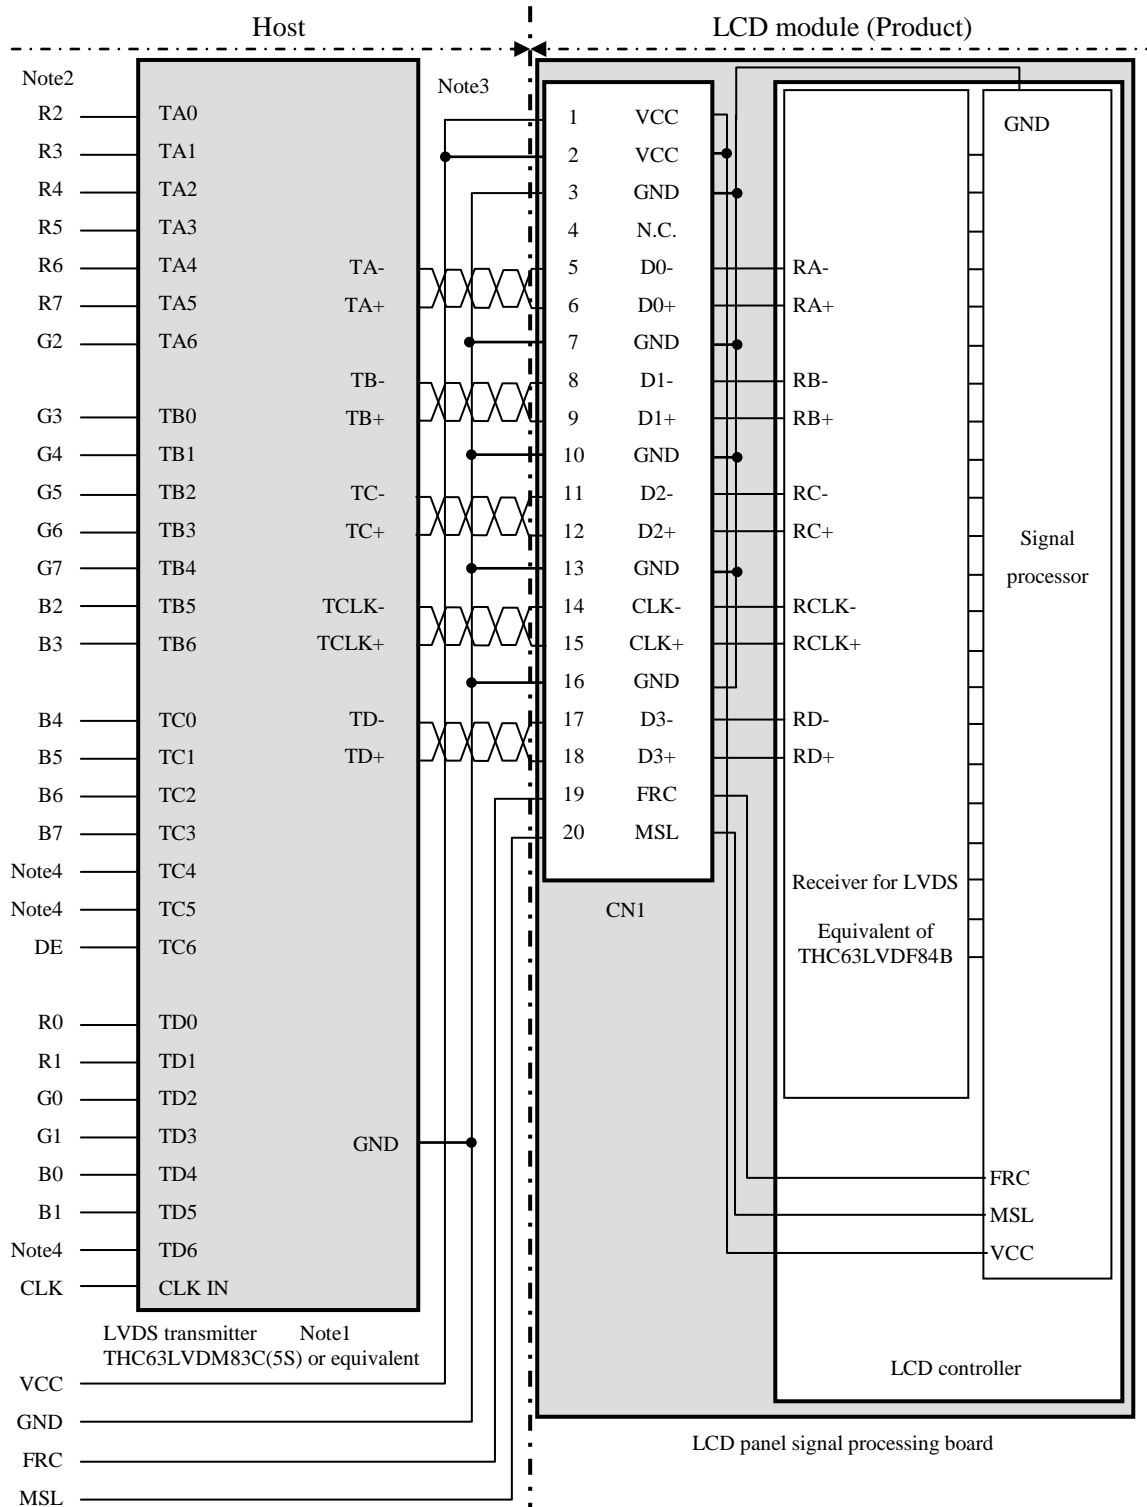 Host
LCD module (Product)
Note2
Note3
R2 TA0
R3 TA1
R4 TA2
R5 TA3
R6 TA4
R7 TA5
G2 TA6
G3 TB0
G4 TB1
G5 TB2
G6 TB3
G7 TB4
B2 TB5
B3 TB6
B4 TC0
B5 TC1
B6 TC2
B7 TC3
Note4 TC4
Note4 TC5
DE TC6
R0 TD0
R1 TD1
G0 TD2
G1 TD3
B0 TD4
B1 TD5
Note4 TD6
CLK CLK IN
TA-
TA+
TB-
TB+
TC-
TC+
TCLK-
TCLK+
TD-
TD+
GND
LVDS transmitter Note1
THC63LVDM83C(5S) or equivalent
VCC
GND
FRC
MSL
1 VCC
2 VCC
3 GND
4 N.C.
5 D0-
6 D0+
7 GND
8 D1-
9 D1+
10 GND
11 D2-
12 D2+
13 GND
14 CLK-
15 CLK+
16 GND
17 D3-
18 D3+
19 FRC
20 MSL
CN1
RA-
RA+
RB-
RB+
RC-
RC+
RCLK-
RCLK+
RD-
RD+
Receiver for LVDS
Equivalent of
THC63LVDF84B
GND
Signal
processor
FRC
MSL
VCC
LCD controller
LCD panel signal processing board